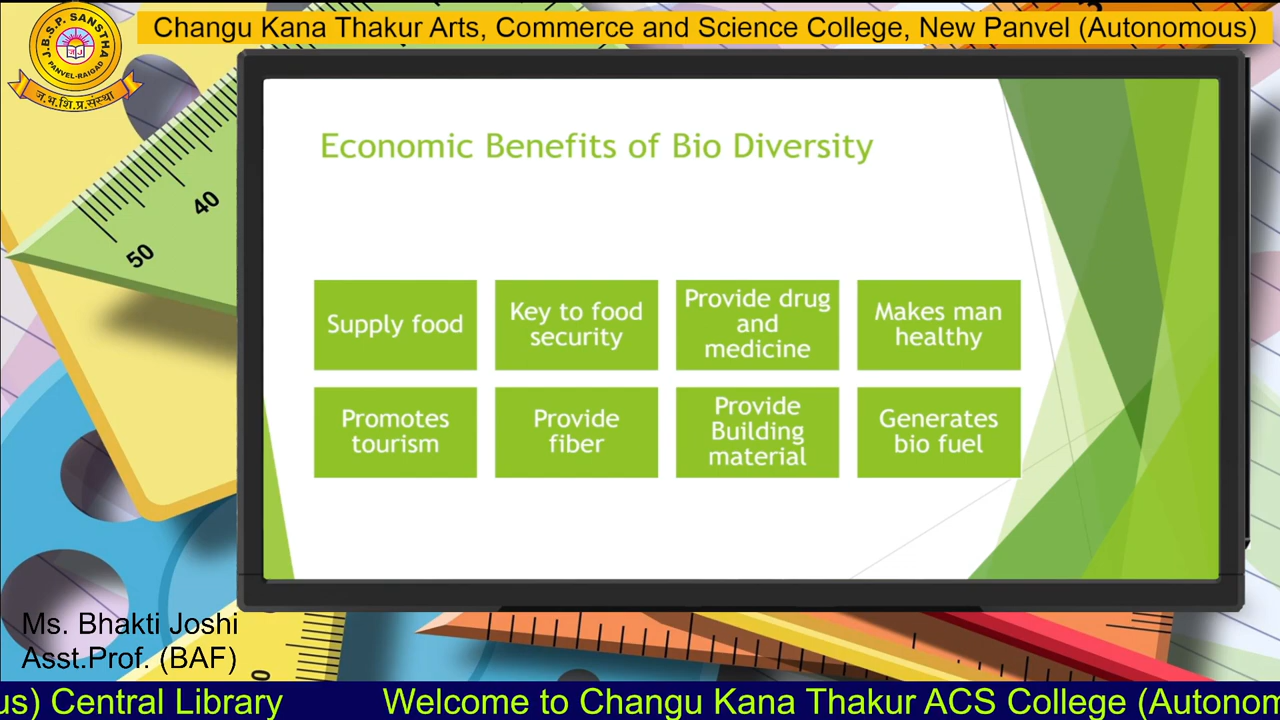 Changu Kana Thakur Arts, Commerce and Science College, New Panvel (Autonomous)
J.B.S.P. SANSTHA
PANVEL-RAIGAD
ज.भ.शि.प्र.संस्था
40
50
Economic Benefits of Bio Diversity
Supply food
Key to food
security
Provide drug
and
medicine
Makes man
healthy
Promotes
tourism
Provide
fiber
Provide
Building
material
Generates
bio fuel
Ms. Bhakti Joshi
Asst.Prof. (BAF)
us) Central Library
Welcome to Changu Kana Thakur ACS College (Autonom